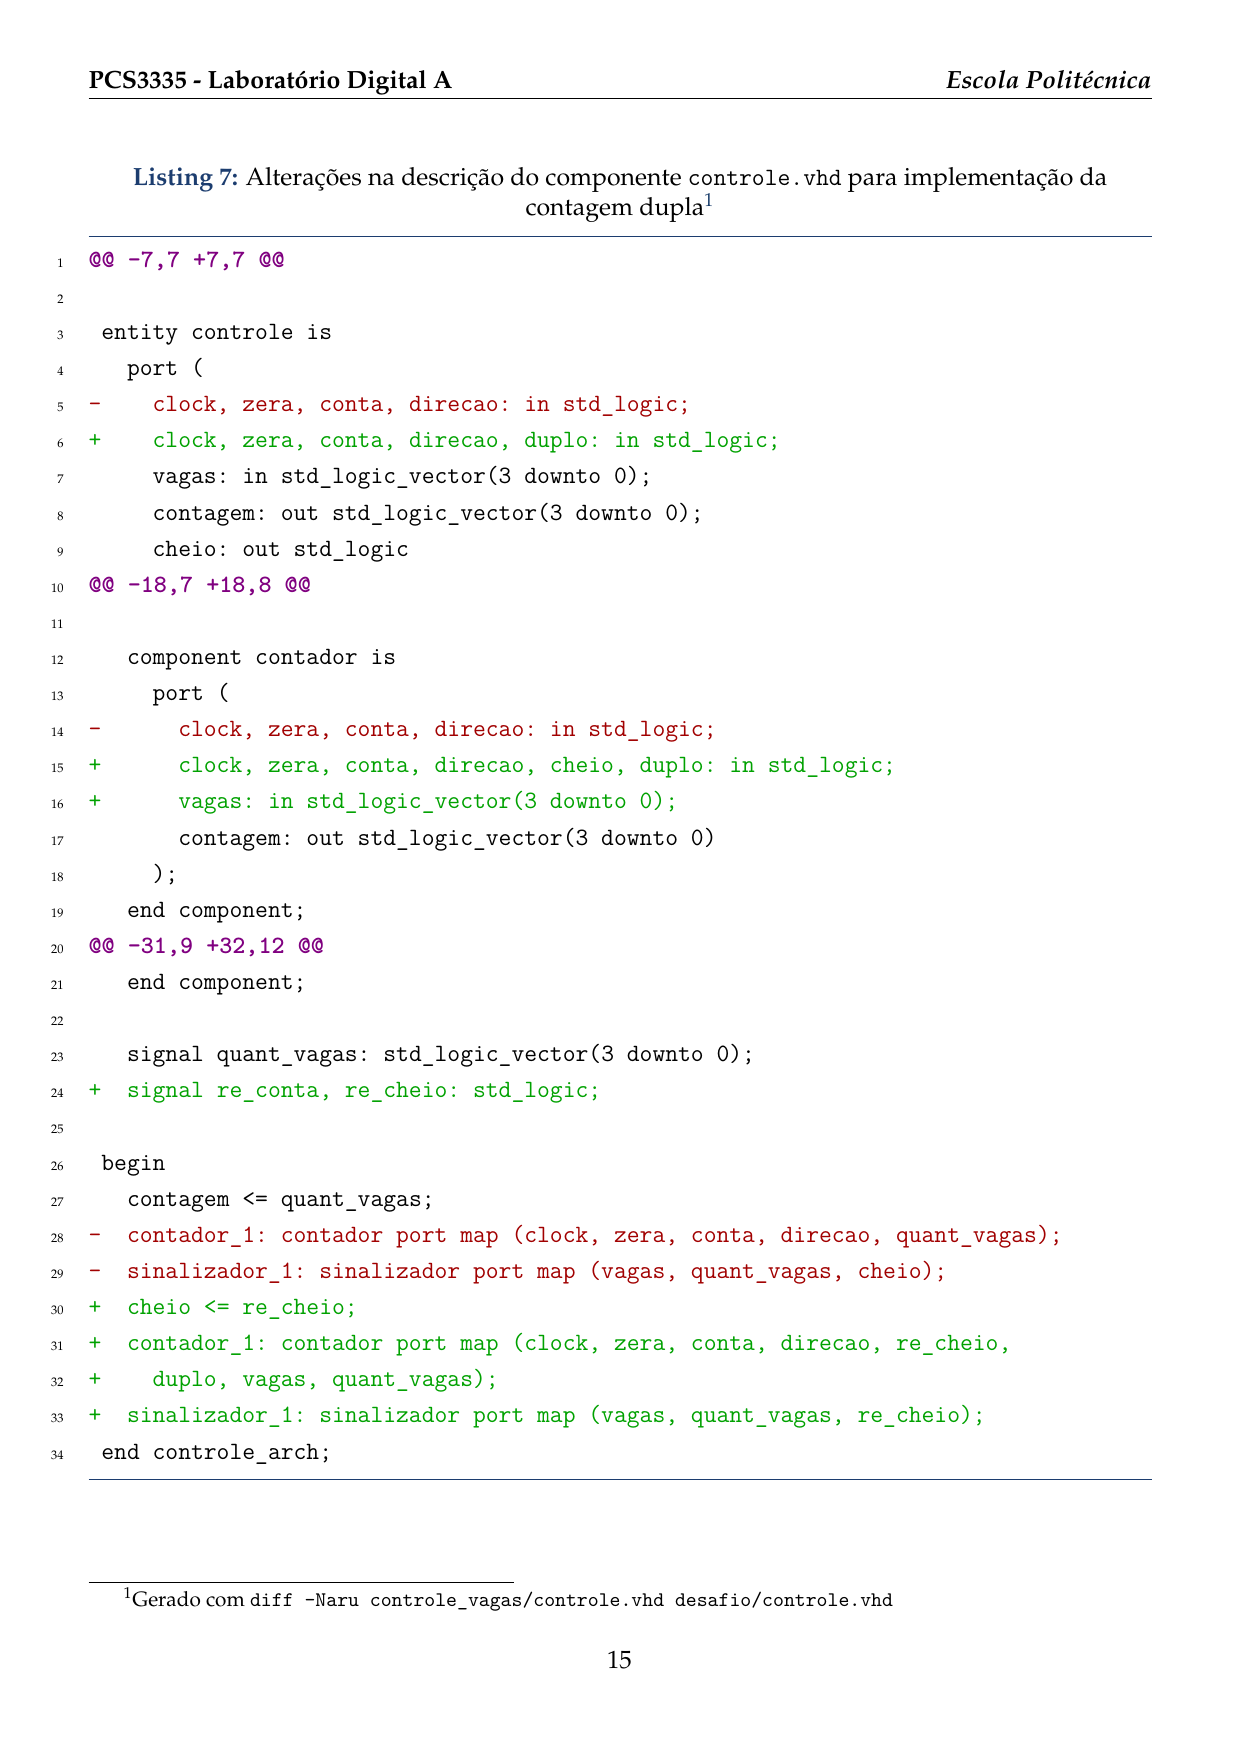 PCS3335 - Laboratório Digital A Escola Politécnica
Listing 7: Alterações na descrição do componente controle.vhd para implementação da
contagem dupla1
1 @@ -7,7 +7,7 @@
2
3 entity controle is
4 port (
5 - clock, zera, conta, direcao: in std_logic;
6 + clock, zera, conta, direcao, duplo: in std_logic;
7 vagas: in std_logic_vector(3 downto 0);
8 contagem: out std_logic_vector(3 downto 0);
9 cheio: out std_logic
10 @@ -18,7 +18,8 @@
11
12 component contador is
13 port (
14 - clock, zera, conta, direcao: in std_logic;
15 + clock, zera, conta, direcao, cheio, duplo: in std_logic;
16 + vagas: in std_logic_vector(3 downto 0);
17 contagem: out std_logic_vector(3 downto 0)
18 );
19 end component;
20 @@ -31,9 +32,12 @@
21 end component;
22
23 signal quant_vagas: std_logic_vector(3 downto 0);
24 + signal re_conta, re_cheio: std_logic;
25
26 begin
27 contagem <= quant_vagas;
28 - contador_1: contador port map (clock, zera, conta, direcao, quant_vagas);
29 - sinalizador_1: sinalizador port map (vagas, quant_vagas, cheio);
30 + cheio <= re_cheio;
31 + contador_1: contador port map (clock, zera, conta, direcao, re_cheio,
32 + duplo, vagas, quant_vagas);
33 + sinalizador_1: sinalizador port map (vagas, quant_vagas, re_cheio);
34 end controle_arch;
1Gerado com diff -Naru controle_vagas/controle.vhd desafio/controle.vhd
15